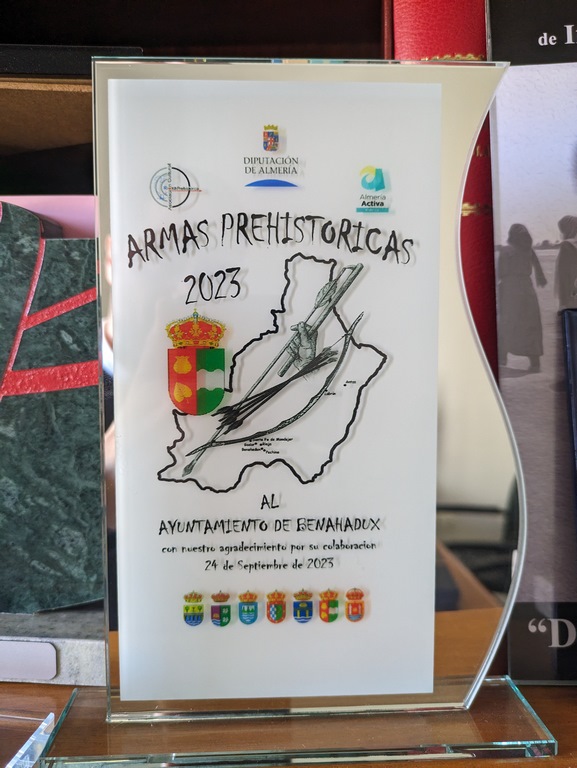 DIPUTACIÓN
DE ALMERÍA
Almería
Activa
ARMAS PREHISTORICAS
2023
AL
AYUNTAMIENTO DE BENAHADUX
con nuestro agradecimiento por su colaboracion
24 de Septiembre de 2023
de
"D